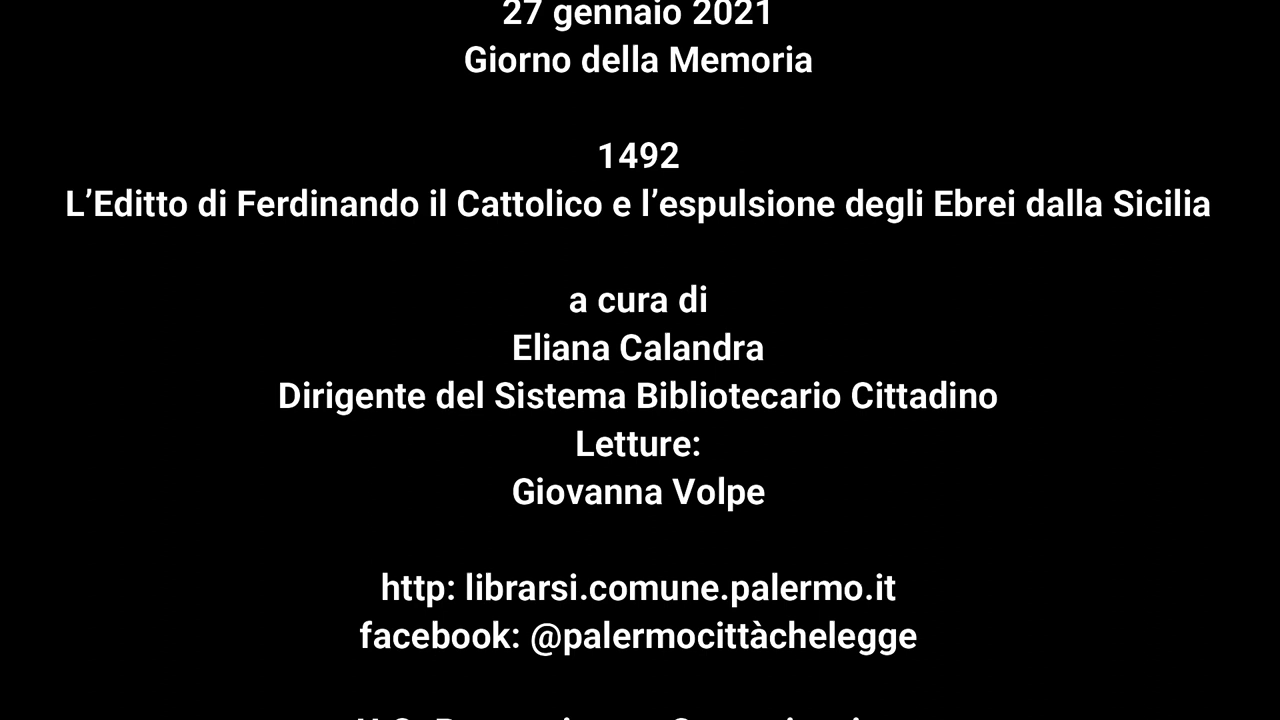 27 gennaio 2021
Giorno della Memoria
1492
L’Editto di Ferdinando il Cattolico e l’espulsione degli Ebrei dalla Sicilia
a cura di
Eliana Calandra
Dirigente del Sistema Bibliotecario Cittadino
Letture:
Giovanna Volpe
http: librarsi.comune.palermo.it
facebook: @palermocittàchelegge